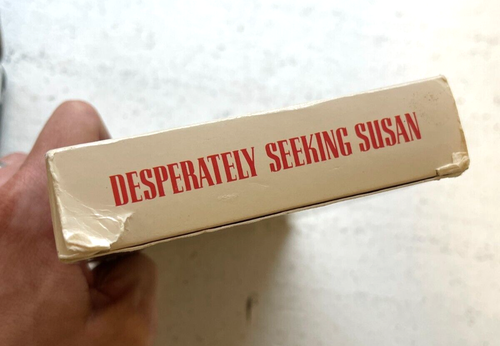 DESPERATELY SEEKING SUSAN